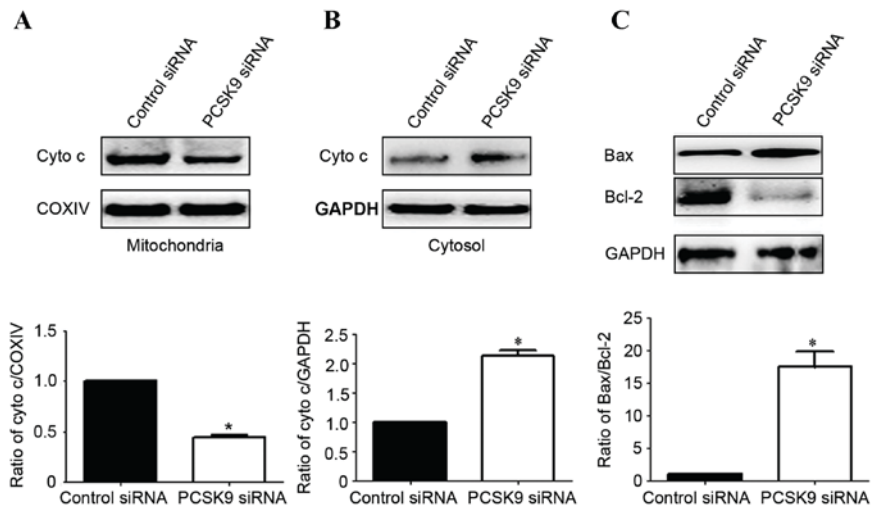 A
Control siRNA
PCSK9 siRNA
Cyto c
COXIV
Mitochondria
Ratio of cyto c/COXIV
1.5
1.0
0.5
0
*
Control siRNA
PCSK9 siRNA
B
Control siRNA
PCSK9 siRNA
Cyto c
GAPDH
Cytosol
Ratio of cyto c/GAPDH
2.5
2.0
1.5
1.0
0.5
0
*
Control siRNA
PCSK9 siRNA
C
Control siRNA
PCSK9 siRNA
Bax
Bcl-2
GAPDH
Ratio of Bax/Bcl-2
25
20
15
10
5
0
*
Control siRNA
PCSK9 siRNA